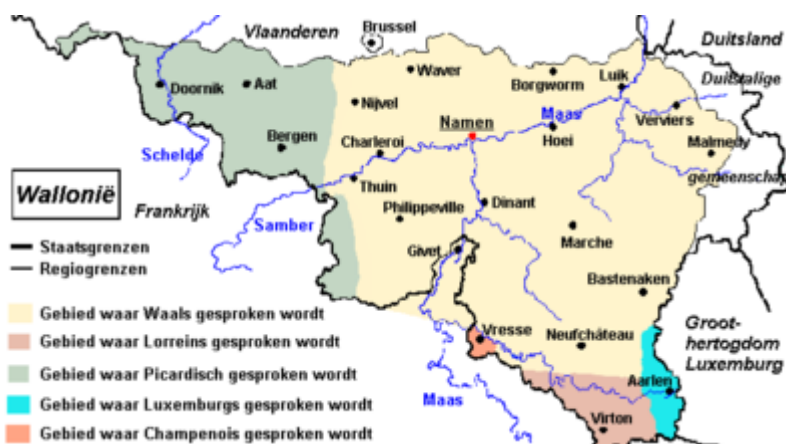 Vlaanderen
Brussel
Duitsland
Waver
Borgworm
Luik
Duitstalige
Doornik
Aat
Nijvel
Maas
Namen
Hoei
Verviers
Bergen
Charleroi
Malmedy
Schelde
Thuin
gemeenschap
Wallonië
Frankrijk
Samber
Philippeville
Dinant
Marche
Staatsgrenzen
Givet
Regiogrenzen
Bastenaken
Gebied waar Waals gesproken wordt
Vresse
Neufchâteau
Groot-
hertogdom
Luxemburg
Gebied waar Lorreins gesproken wordt
Gebied waar Picardisch gesproken wordt
Aarlen
Maas
Gebied waar Luxemburgs gesproken wordt
Virton
Gebied waar Champenois gesproken wordt